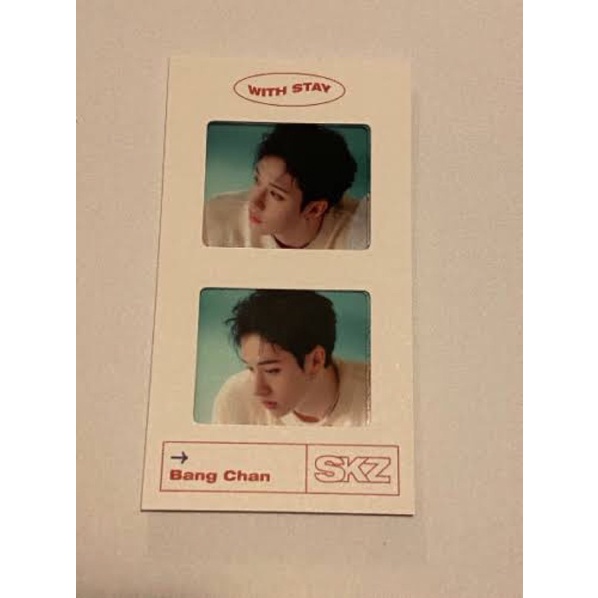 WITH STAY
→
Bang Chan
SKZ